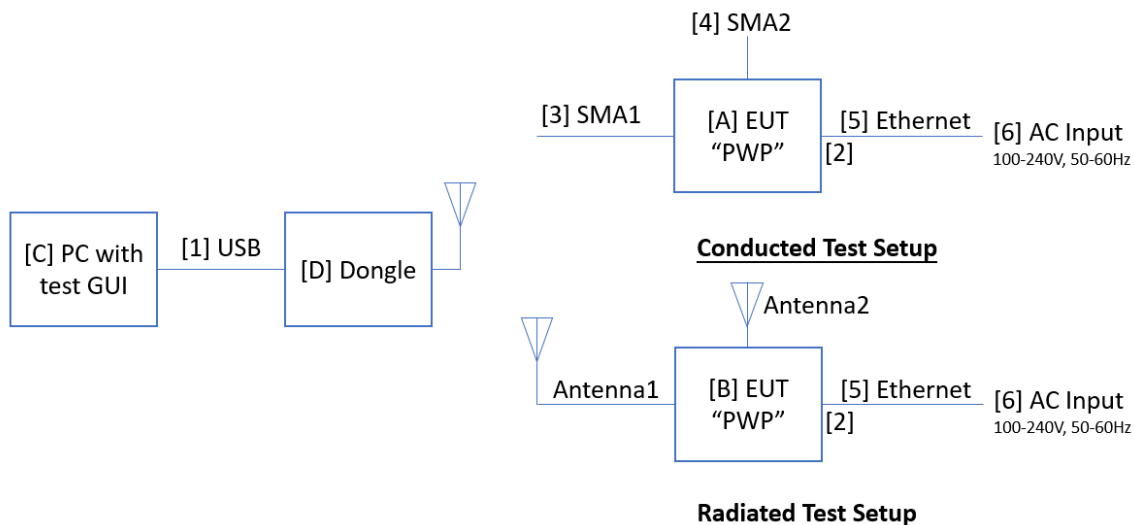 [4] SMA2
[3] SMA1
[A] EUT
“PWP”
[5] Ethernet
[2]
[6] AC Input
100-240V, 50-60Hz
Conducted Test Setup
[C] PC with
test GUI
[1] USB
[D] Dongle
Antenna2
Antenna1
[B] EUT
“PWP”
[5] Ethernet
[2]
[6] AC Input
100-240V, 50-60Hz
Radiated Test Setup